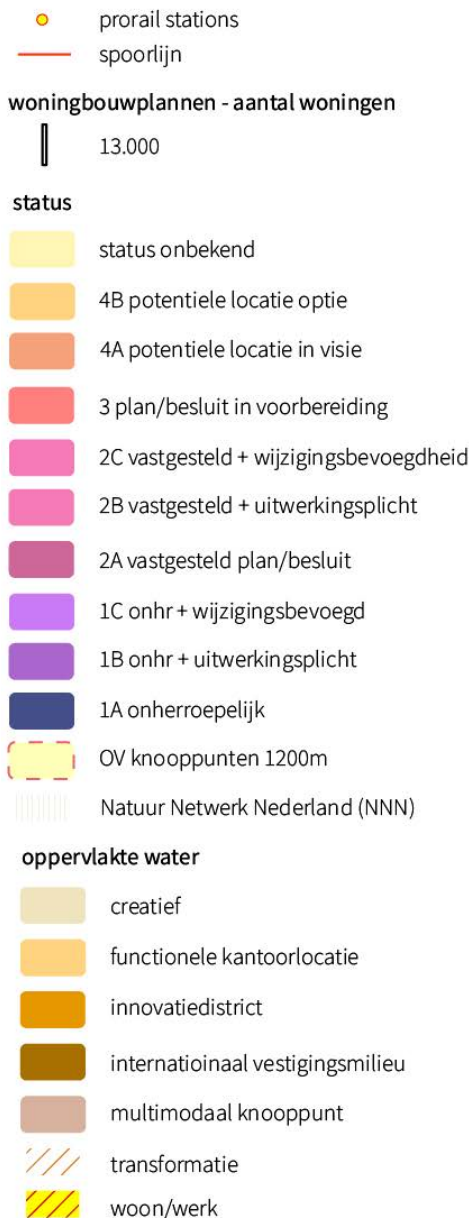 prorail stations
spoorlijn
woningbouwplannen - aantal woningen
13.000
status
status onbekend
4B potentiele locatie optie
4A potentiele locatie in visie
3 plan/besluit in voorbereiding
2C vastgesteld + wijzigingsbevoegdheid
2B vastgesteld + uitwerkingsplicht
2A vastgesteld plan/besluit
1C onhr + wijzigingsbevoegd
1B onhr + uitwerkingsplicht
1A onherroepelijk
OV knooppunten 1200m
Natuur Netwerk Nederland (NNN)
oppervlakte water
creatief
functionele kantoorlocatie
innovatiedistrict
internatioinaal vestigingsmilieu
multimodaal knooppunt
transformatie
woon/werk